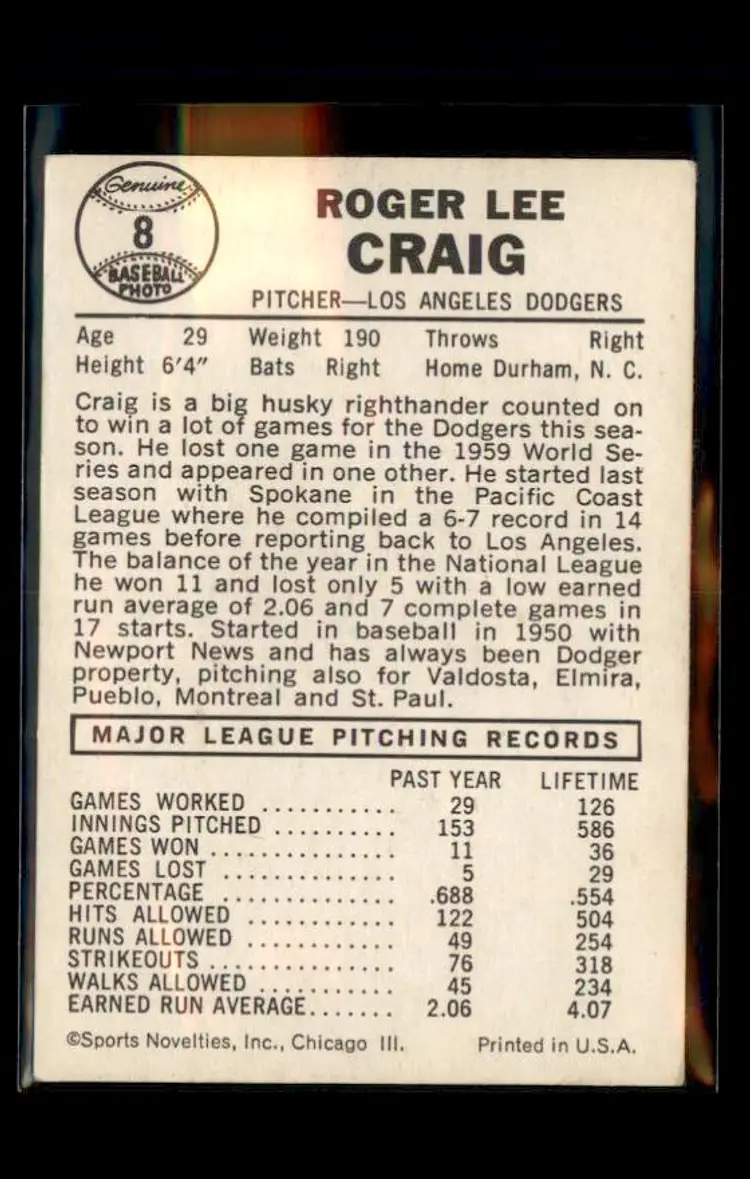 Genuine
8
BASEBALL
PHOTO
ROGER LEE
CRAIG
PITCHER—LOS ANGELES DODGERS
Age 29 Weight 190 Throws Right
Height 6'4" Bats Right Home Durham, N. C.
Craig is a big husky righthander counted on
to win a lot of games for the Dodgers this sea-
son. He lost one game in the 1959 World Se-
ries and appeared in one other. He started last
season with Spokane in the Pacific Coast
League where he compiled a 6-7 record in 14
games before reporting back to Los Angeles.
The balance of the year in the National League
he won 11 and lost only 5 with a low earned
run average of 2.06 and 7 complete games in
17 starts. Started in baseball in 1950 with
Newport News and has always been Dodger
property, pitching also for Valdosta, Elmira,
Pueblo, Montreal and St. Paul.
MAJOR LEAGUE PITCHING RECORDS
PAST YEAR LIFETIME
GAMES WORKED ........... 29 126
INNINGS PITCHED .......... 153 586
GAMES WON ................ 11 36
GAMES LOST .............. 5 29
PERCENTAGE .............. .688 .554
HITS ALLOWED ............ 122 504
RUNS ALLOWED ............ 49 254
STRIKEOUTS ............... 76 318
WALKS ALLOWED ........... 45 234
EARNED RUN AVERAGE....... 2.06 4.07
©Sports Novelties, Inc., Chicago Ill. Printed in U.S.A.